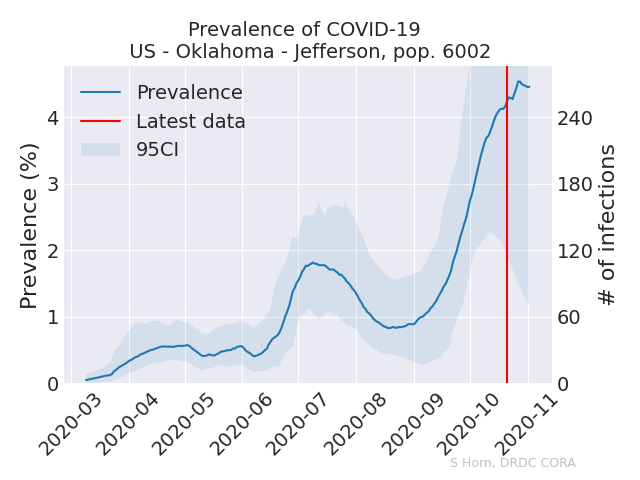 Prevalence of COVID-19
US - Oklahoma - Jefferson, pop. 6002
Prevalence
Latest data
95CI
Prevalence (%)
4
3
2
1
0
240
180
120
60
0
# of infections
2020-03
2020-04
2020-05
2020-06
2020-07
2020-08
2020-09
2020-10
2020-11
S Horn, DRDC CORA